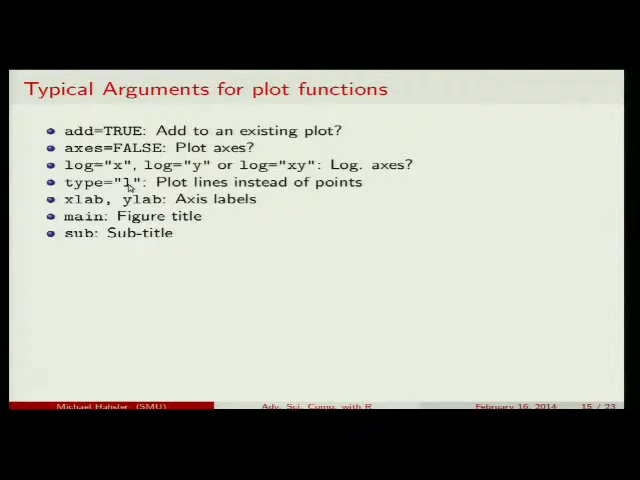 Typical Arguments for plot functions
add=TRUE: Add to an existing plot?
axes=FALSE: Plot axes?
log="x", log="y" or log="xy": Log. axes?
type="l": Plot lines instead of points
xlab, ylab: Axis labels
main: Figure title
sub: Sub-title
Michael Hahsler (SMU) Adv. Sci. Comp. with R February 16, 2014 15 / 23